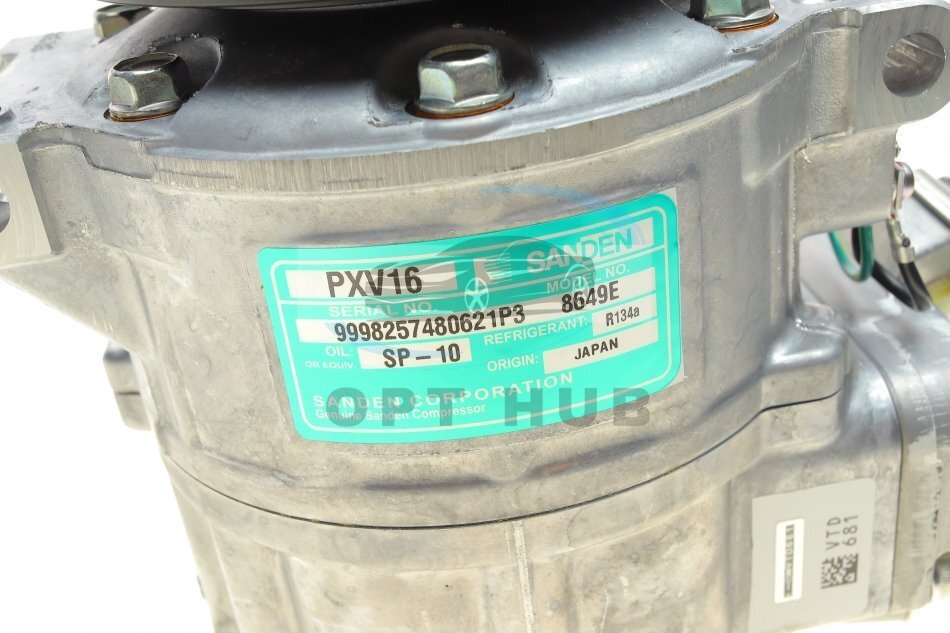 SANDEN
PXV16
SERIAL NO. MODEL NO.
9998257480621P3 8649E
OIL: SP-10 REFRIGERANT: R134a
OR EQUIV. ORIGIN: JAPAN
SANDEN CORPORATION
Genuine Sanden Compressor
OPT HUB
VTD
681